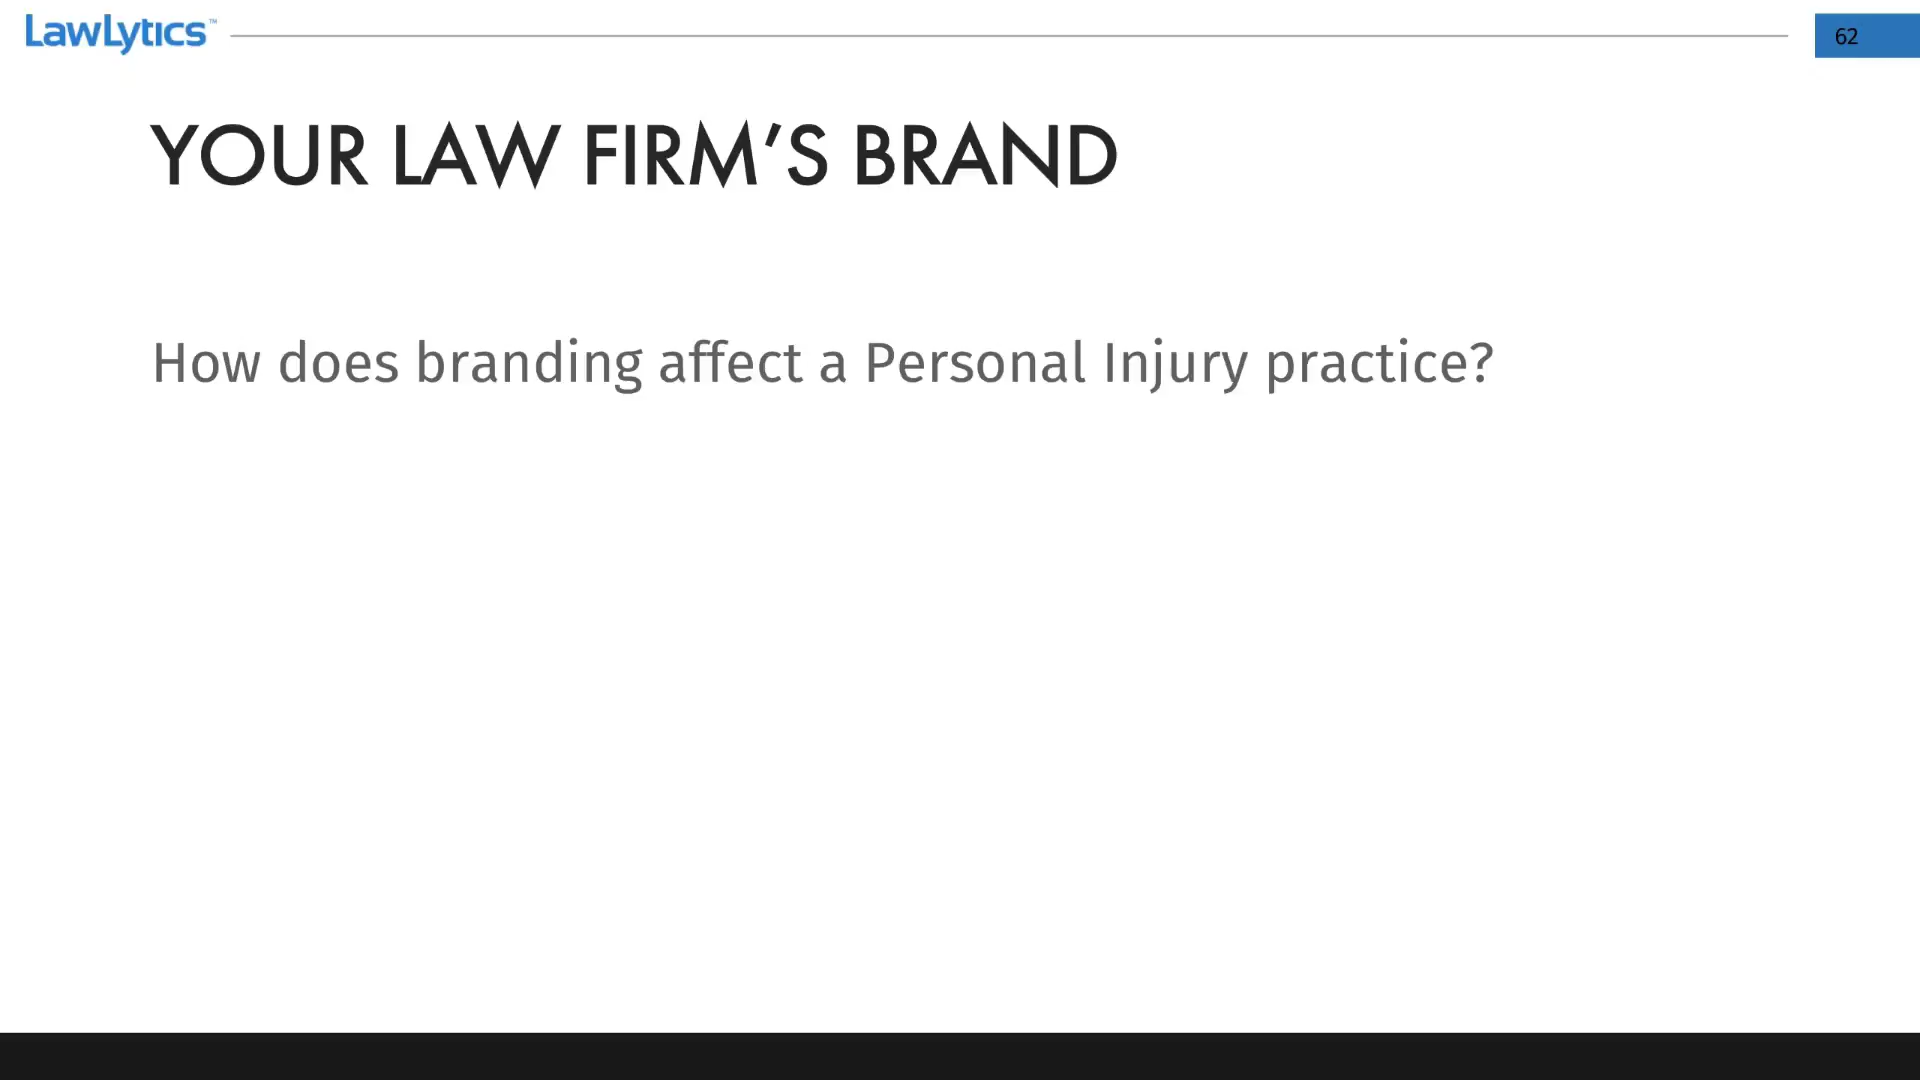 LawLytics™
62
YOUR LAW FIRM’S BRAND
How does branding affect a Personal Injury practice?